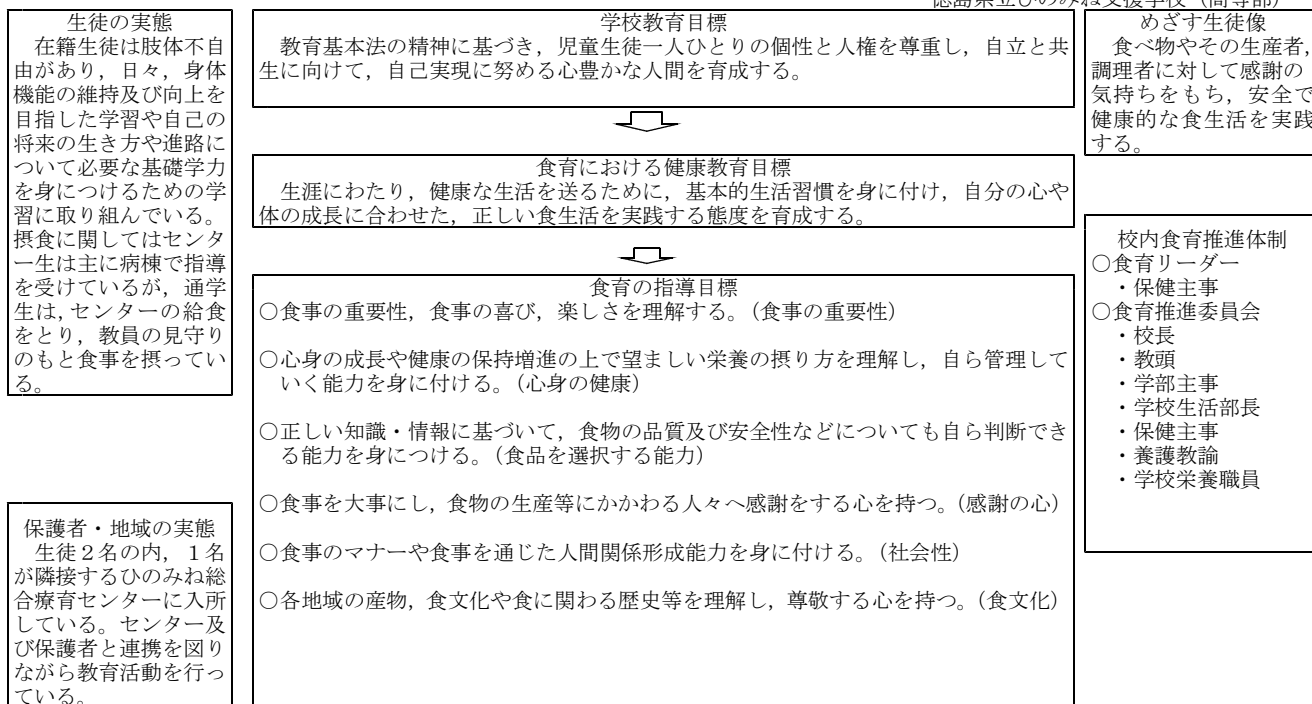 徳島県立ひのみね支援学校（高等部）
生徒の実態
在籍生徒は肢体不自
由があり，日々，身体
機能の維持及び向上を
目指した学習や自己の
将来の生き方や進路に
ついて必要な基礎学力
を身につけるための学
習に取り組んでいる。
摂食に関してはセンタ
ー生は主に病棟で指導
を受けているが，通学
生は，センターの給食
をとり，教員の見守り
のもと食事を摂ってい
る。
保護者・地域の実態
生徒２名の内，１名
が隣接するひのみね総
合療育センターに入所
している。センター及
び保護者と連携を図り
ながら教育活動を行っ
ている。
学校教育目標
教育基本法の精神に基づき，児童生徒一人ひとりの個性と人権を尊重し，自立と共
生に向けて，自己実現に努める心豊かな人間を育成する。
食育における健康教育目標
生涯にわたり，健康な生活を送るために，基本的生活習慣を身に付け，自分の心や
体の成長に合わせた，正しい食生活を実践する態度を育成する。
食育の指導目標
○食事の重要性，食事の喜び，楽しさを理解する。（食事の重要性）
○心身の成長や健康の保持増進の上で望ましい栄養の摂り方を理解し，自ら管理して
いく能力を身に付ける。（心身の健康）
○正しい知識・情報に基づいて，食物の品質及び安全性などについても自ら判断でき
る能力を身につける。（食品を選択する能力）
○食事を大事にし，食物の生産等にかかわる人々へ感謝をする心を持つ。（感謝の心）
○食事のマナーや食事を通じた人間関係形成能力を身に付ける。（社会性）
○各地域の産物，食文化や食に関わる歴史等を理解し，尊敬する心を持つ。（食文化）
めざす生徒像
食べ物やその生産者，
調理者に対して感謝の
気持ちをもち，安全で
健康的な食生活を実践
する。
校内食育推進体制
○食育リーダー
・保健主事
○食育推進委員会
・校長
・教頭
・学部主事
・学校生活部長
・保健主事
・養護教諭
・学校栄養職員